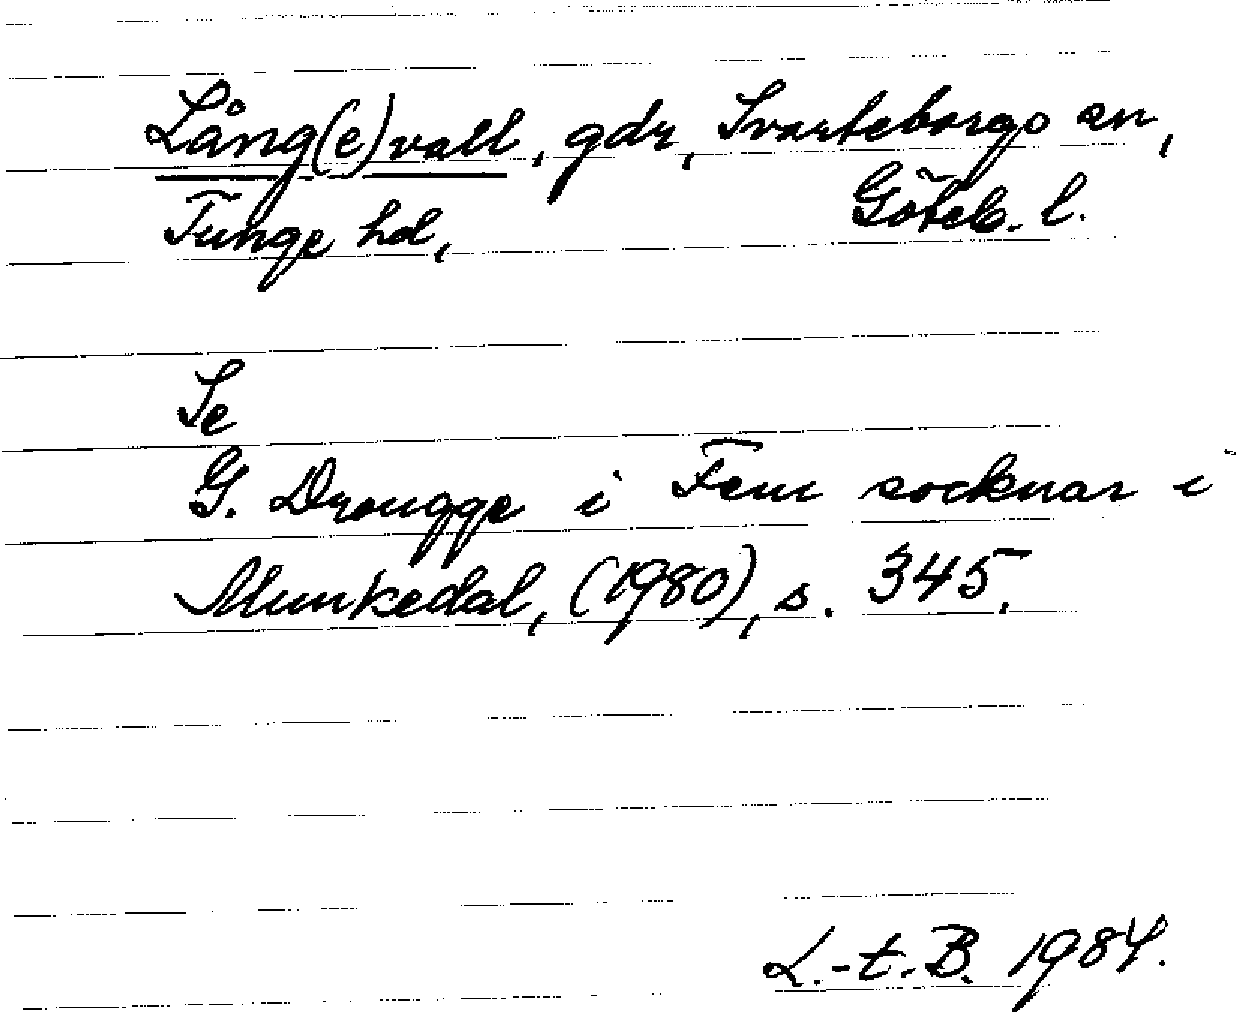 Lång(e)vall, gdr, Svarteborgs sn,
Tunge hd, Göteb. l.
Se
G. Drougge i Fem socknar i
Munkedal, (1980), s. 345.
L.-t. B. 1984.